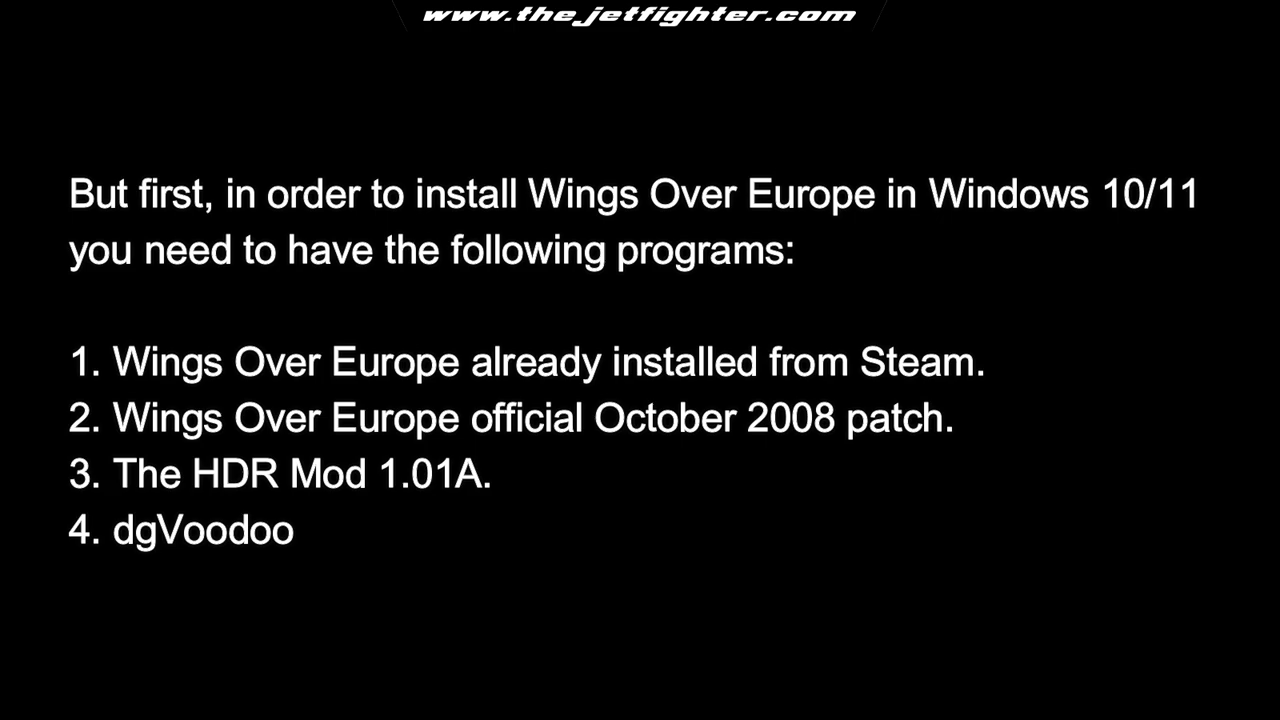 www.thejetfighter.com
But first, in order to install Wings Over Europe in Windows 10/11
you need to have the following programs:
1. Wings Over Europe already installed from Steam.
2. Wings Over Europe official October 2008 patch.
3. The HDR Mod 1.01A.
4. dgVoodoo